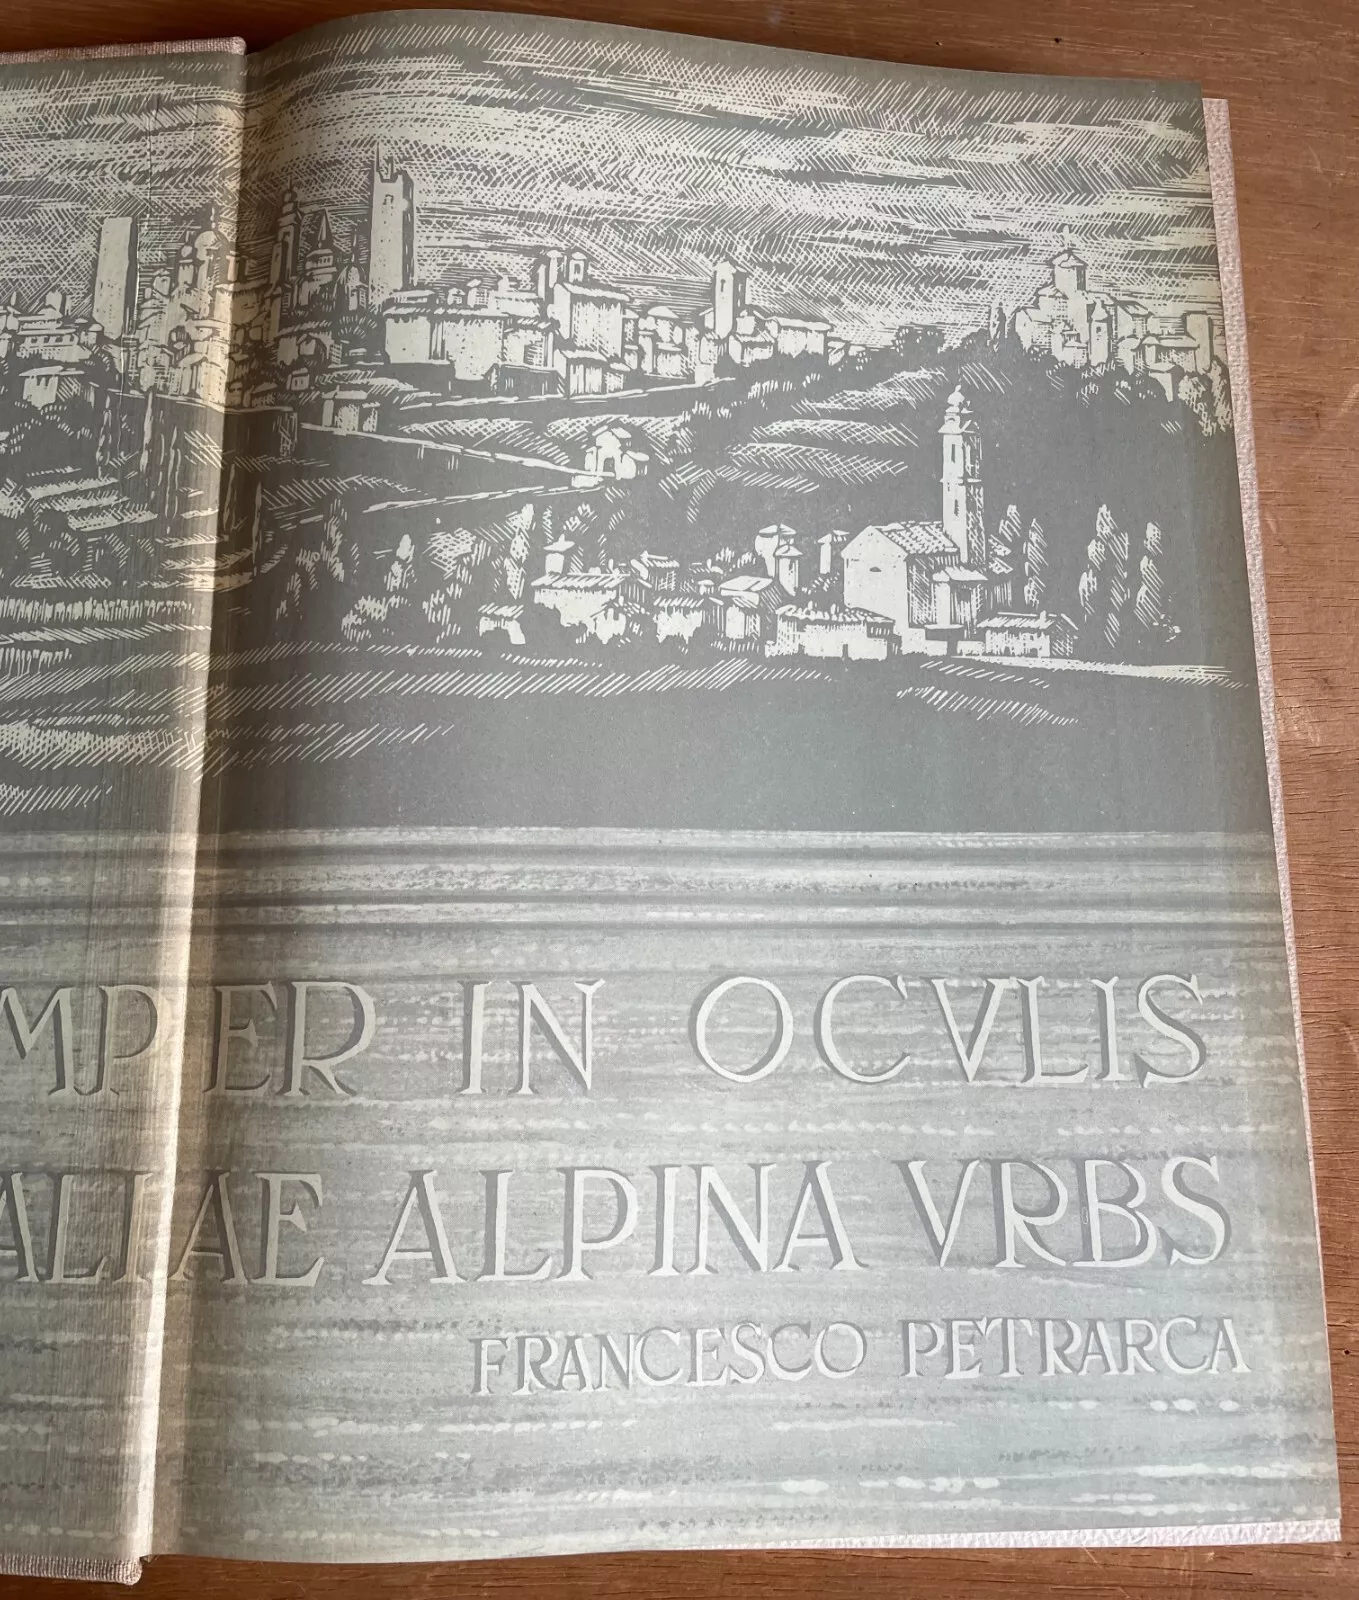 MPER IN OCVLIS
ALIAE ALPINA VRBS
FRANCESCO PETRARCA